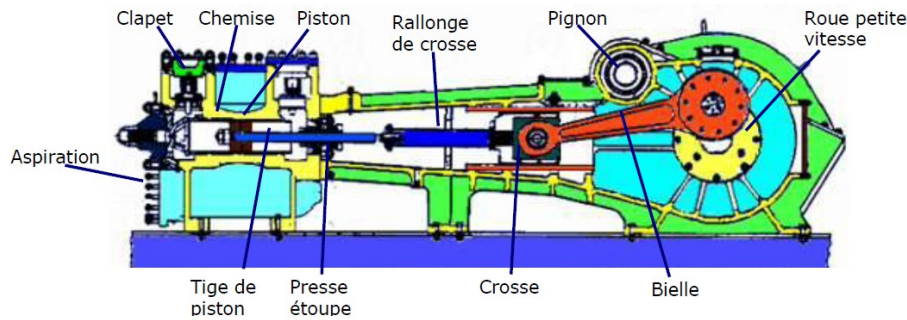 Clapet
Chemise
Piston
Rallonge
de crosse
Pignon
Roue petite
vitesse
Aspiration
Tige de
piston
Presse
étoupe
Crosse
Bielle